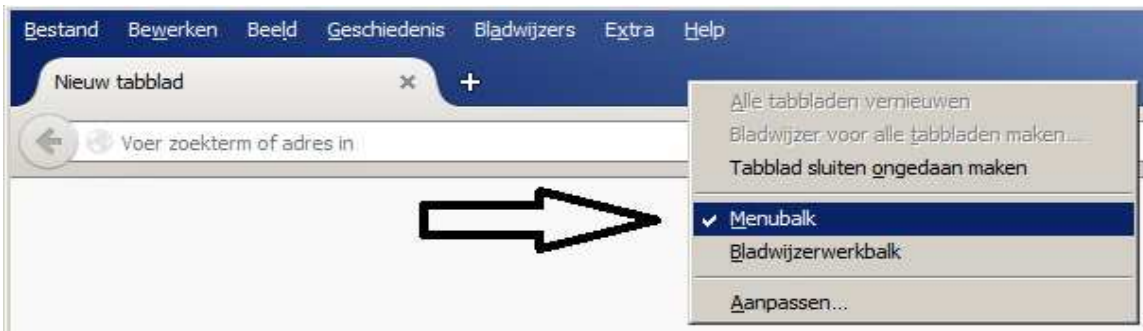 Bestand Bewerken Beeld Geschiedenis Bladwijzers Extra Help
Nieuw tabblad
Voer zoekterm of adres in
Alle tabbladen vernieuwen
Bladwijzer voor alle tabbladen maken...
Tabblad sluiten ongedaan maken
Menubalk
Bladwijzerwerkbalk
Aanpassen...